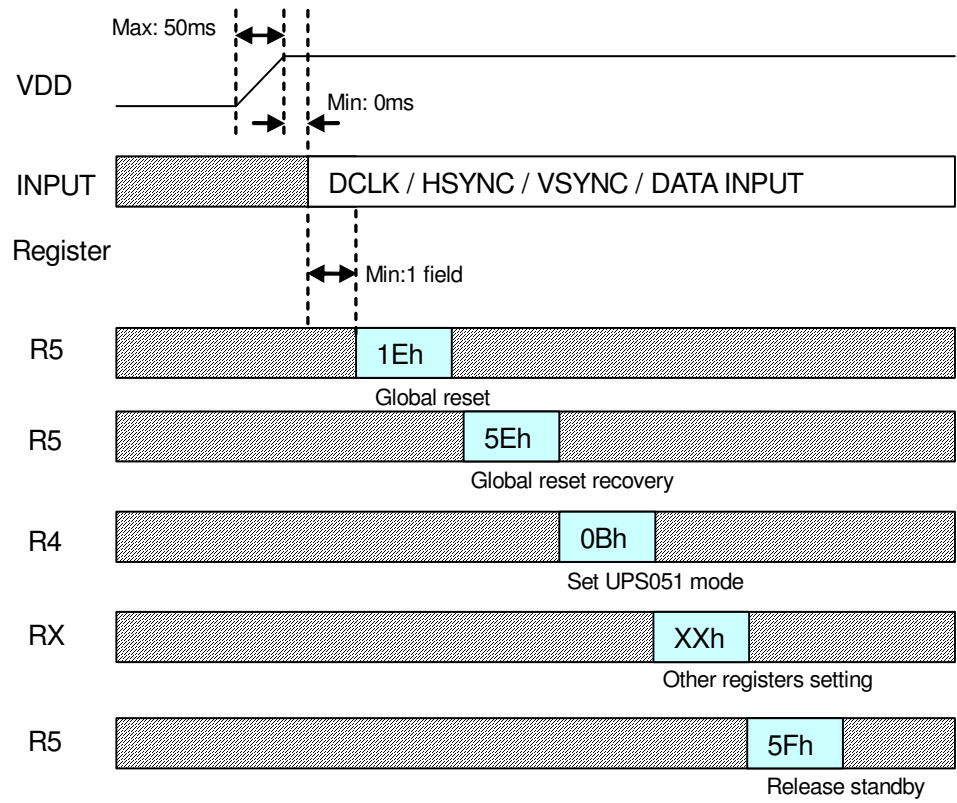 Max: 50ms
VDD
Min: 0ms
INPUT
DCLK / HSYNC / VSYNC / DATA INPUT
Register
Min:1 field
R5
1Eh
Global reset
R5
5Eh
Global reset recovery
R4
0Bh
Set UPS051 mode
RX
XXh
Other registers setting
R5
5Fh
Release standby